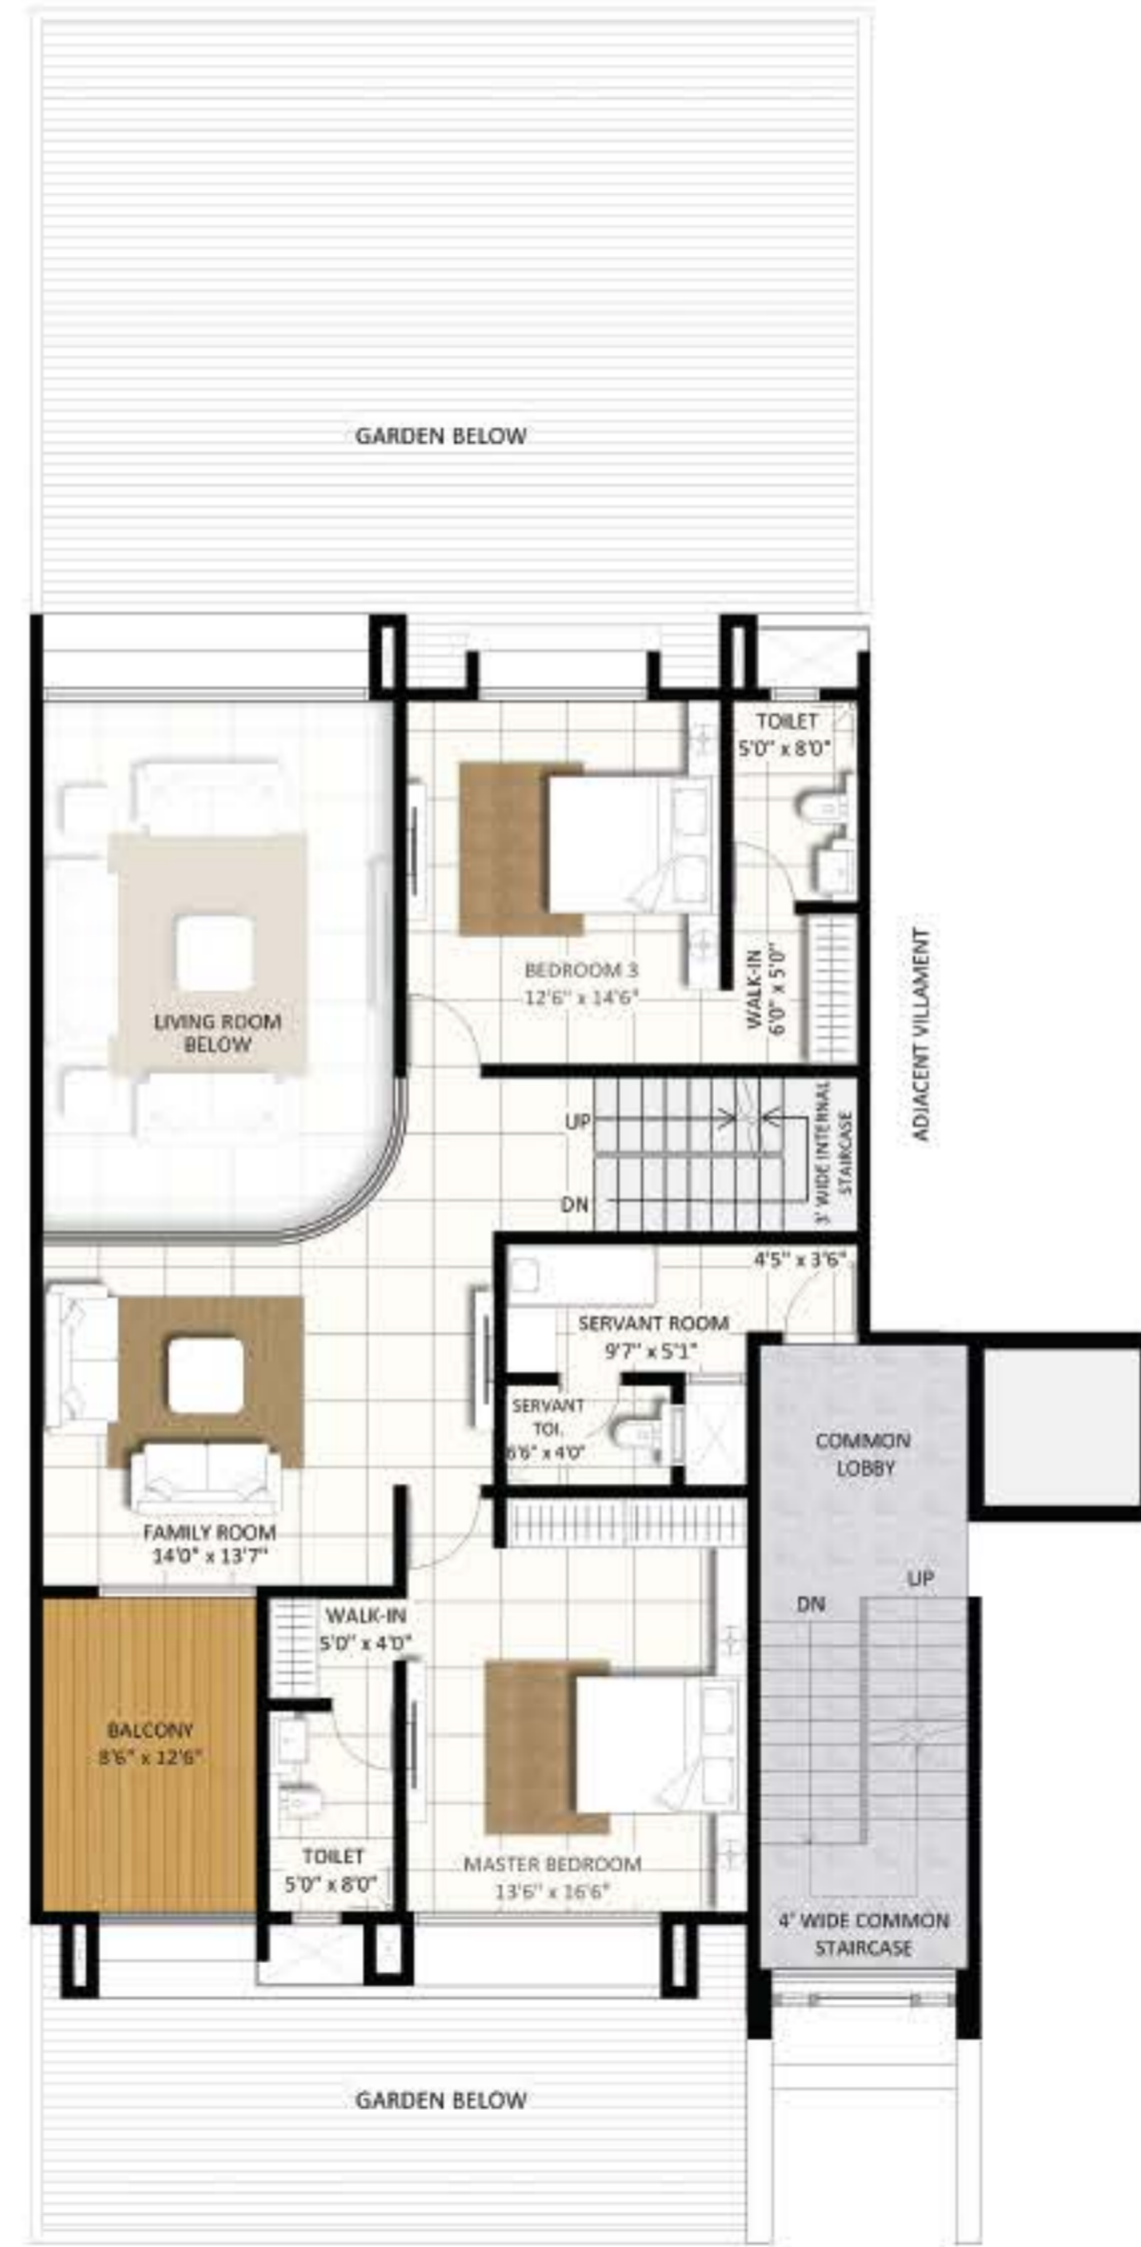 GARDEN BELOW
TOILET
5'0" x 8'0"
BEDROOM 3
12'6" x 14'6"
WALK-IN
6'0" x 5'0"
LIVING ROOM
BELOW
ADJACENT VILLAMENT
UP
DN
3' WIDE INTERNAL
STAIRCASE
4'5" x 3'6"
SERVANT ROOM
9'7" x 5'1"
SERVANT
TOI.
6'6" x 4'0"
COMMON
LOBBY
FAMILY ROOM
14'0" x 13'7"
UP
DN
WALK-IN
5'0" x 4'0"
BALCONY
8'6" x 12'6"
TOILET
5'0" x 8'0"
MASTER BEDROOM
13'6" x 16'6"
4' WIDE COMMON
STAIRCASE
GARDEN BELOW